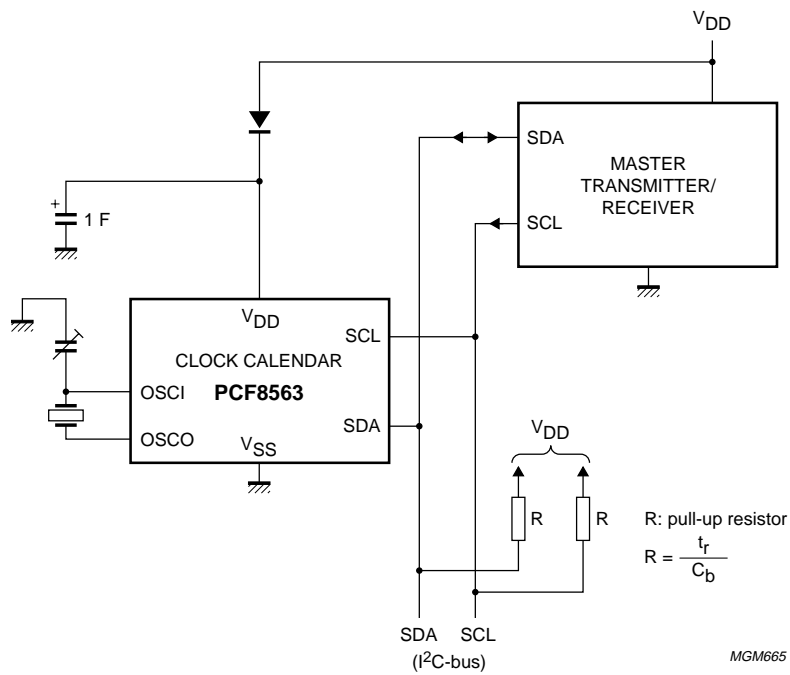 VDD
SDA
MASTER
TRANSMITTER/
RECEIVER
SCL
+
1 F
VDD
SCL
CLOCK CALENDAR
PCF8563
OSCI
OSCO
SDA
VSS
VDD
R
R
R: pull-up resistor
R = tr / Cb
SDA SCL
(I²C-bus)
MGM665